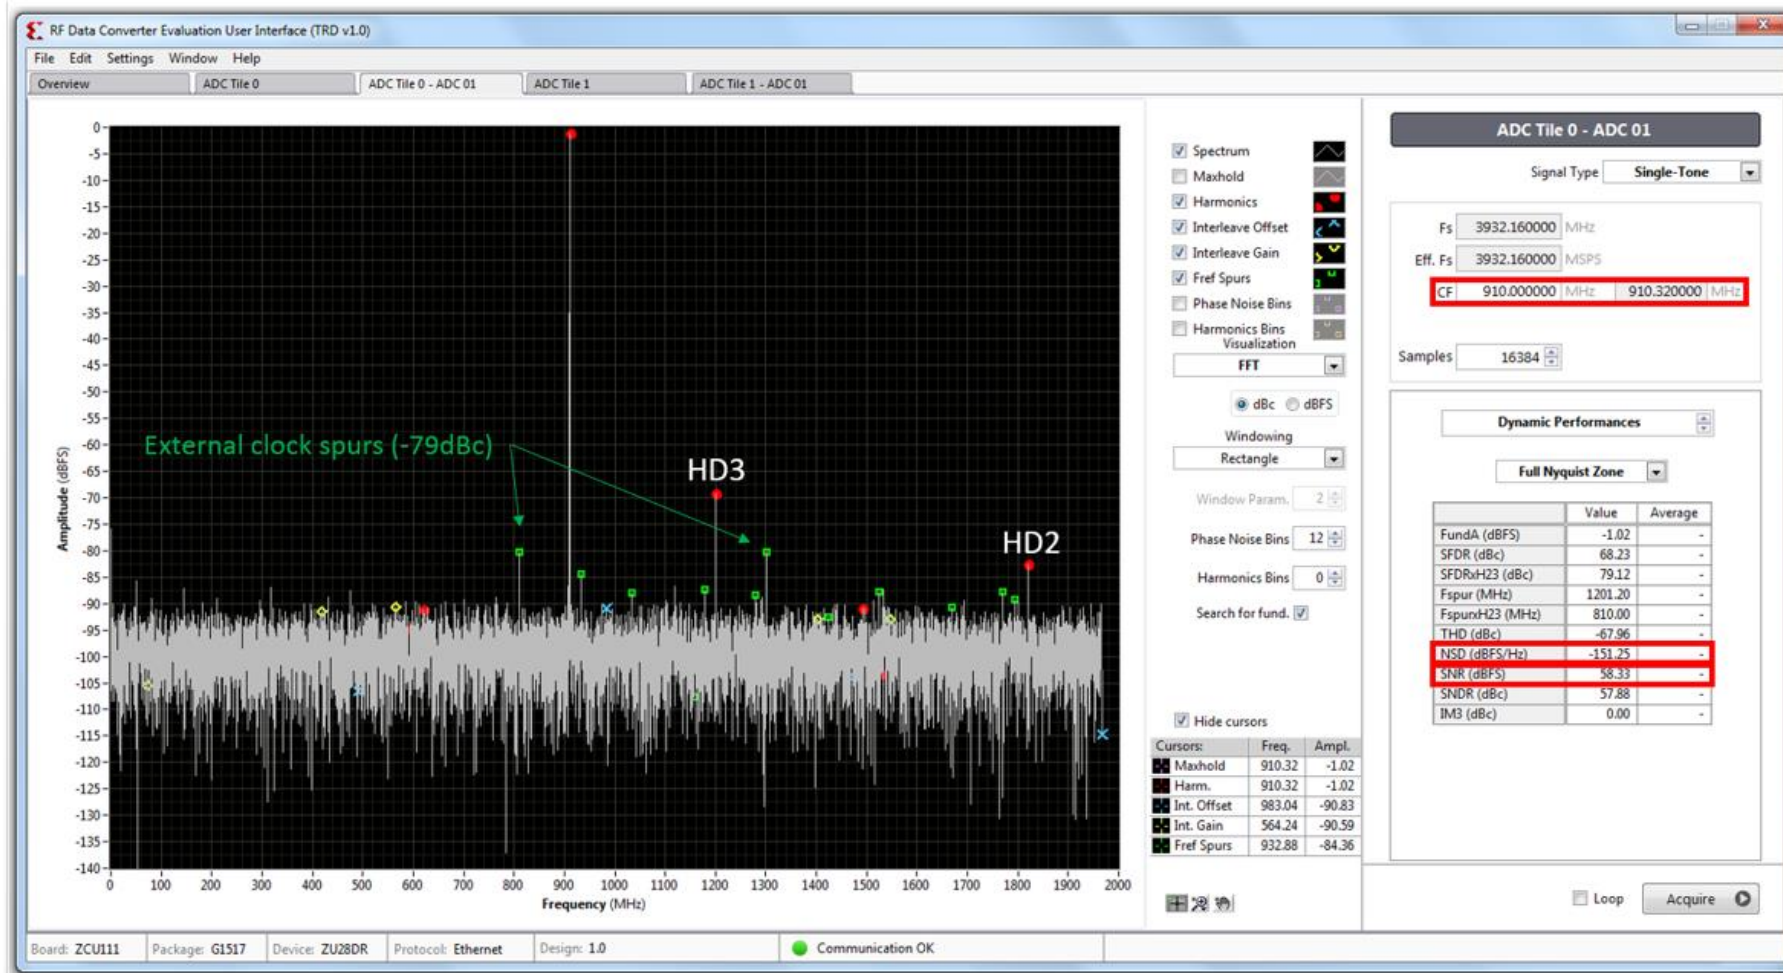 RF Data Converter Evaluation User Interface (TRD v1.0)
File Edit Settings Window Help
Overview ADC Tile 0 ADC Tile 0 - ADC 01 ADC Tile 1 ADC Tile 1 - ADC 01
0
-5
-10
-15
-20
-25
-30
-35
-40
-45
-50
-55
-60
-65
-70
-75
-80
-85
-90
-95
-100
-105
-110
-115
-120
-125
-130
-135
-140
Amplitude (dBFS)
External clock spurs (-79dBc)
HD3
HD2
0 100 200 300 400 500 600 700 800 900 1000 1100 1200 1300 1400 1500 1600 1700 1800 1900 2000
Frequency (MHz)
Spectrum
Maxhold
Harmonics
Interleave Offset
Interleave Gain
Fref Spurs
Phase Noise Bins
Harmonics Bins
Visualization
FFT
dBc dBFS
Windowing
Rectangle
Window Param. 2
Phase Noise Bins 12
Harmonics Bins 0
Search for fund.
Hide cursors
Cursors: Freq. Ampl.
Maxhold 910.32 -1.02
Harm. 910.32 -1.02
Int. Offset 983.04 -90.83
Int. Gain 564.24 -90.59
Fref Spurs 932.88 -84.36
ADC Tile 0 - ADC 01
Signal Type Single-Tone
Fs 3932.160000 MHz
Eff. Fs 3932.160000 MSPS
CF 910.000000 MHz 910.320000 MHz
Samples 16384
Dynamic Performances
Full Nyquist Zone
Value Average
FundA (dBFS) -1.02 -
SFDR (dBc) 68.23 -
SFDRxH23 (dBc) 79.12 -
Fspur (MHz) 1201.20 -
FspurxH23 (MHz) 810.00 -
THD (dBc) -67.96 -
NSD (dBFS/Hz) -151.25 -
SNR (dBFS) 58.33 -
SNDR (dBc) 57.88 -
IM3 (dBc) 0.00 -
Loop Acquire
Board: ZCU111 Package: G1517 Device: ZU28DR Protocol: Ethernet Design: 1.0 Communication OK